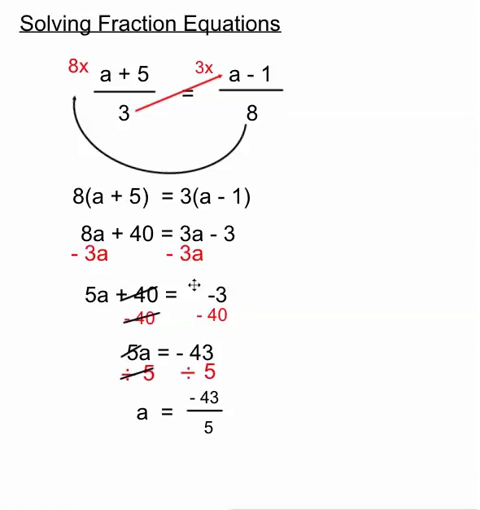 Solving Fraction Equations
8x a + 5 3x a - 1
=
3 8
8(a + 5) = 3(a - 1)
8a + 40 = 3a - 3
- 3a - 3a
5a + 40 = -3
- 40 - 40
5a = - 43
÷ 5 ÷ 5
- 43
a =
5